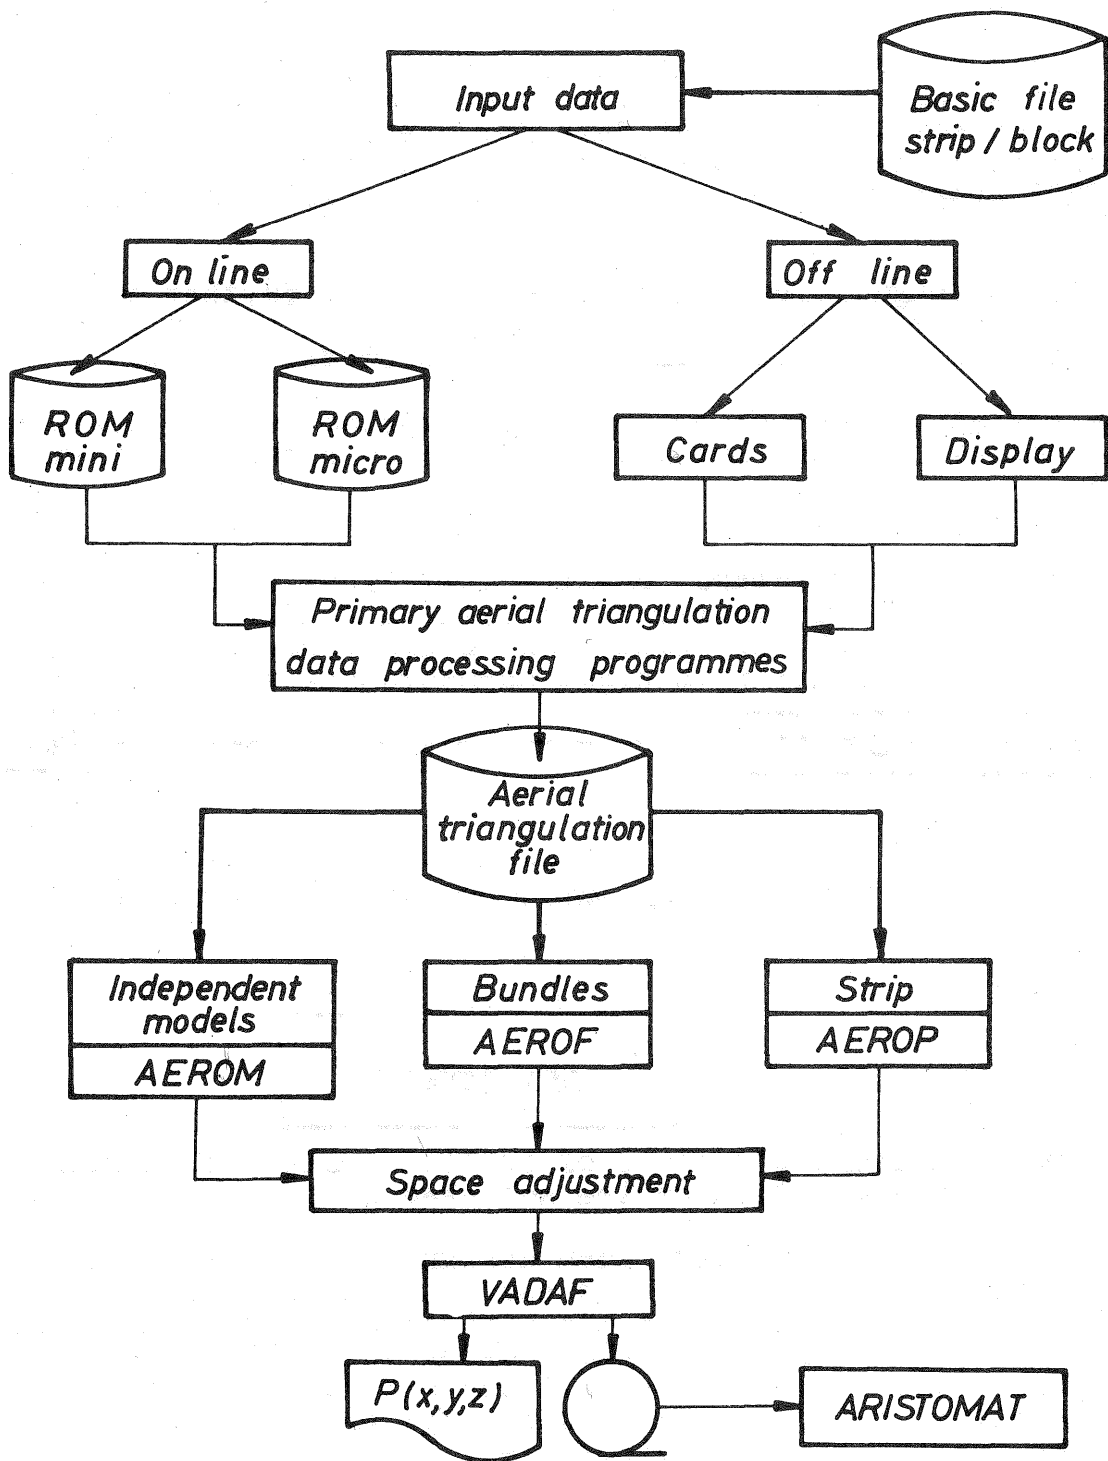 Input data
Basic file
strip / block
On line
Off line
ROM
mini
ROM
micro
Cards
Display
Primary aerial triangulation
data processing programmes
Aerial
triangulation
file
Independent
models
AEROM
Bundles
AEROF
Strip
AEROP
Space adjustment
VADAF
P(x,y,z)
ARISTOMAT